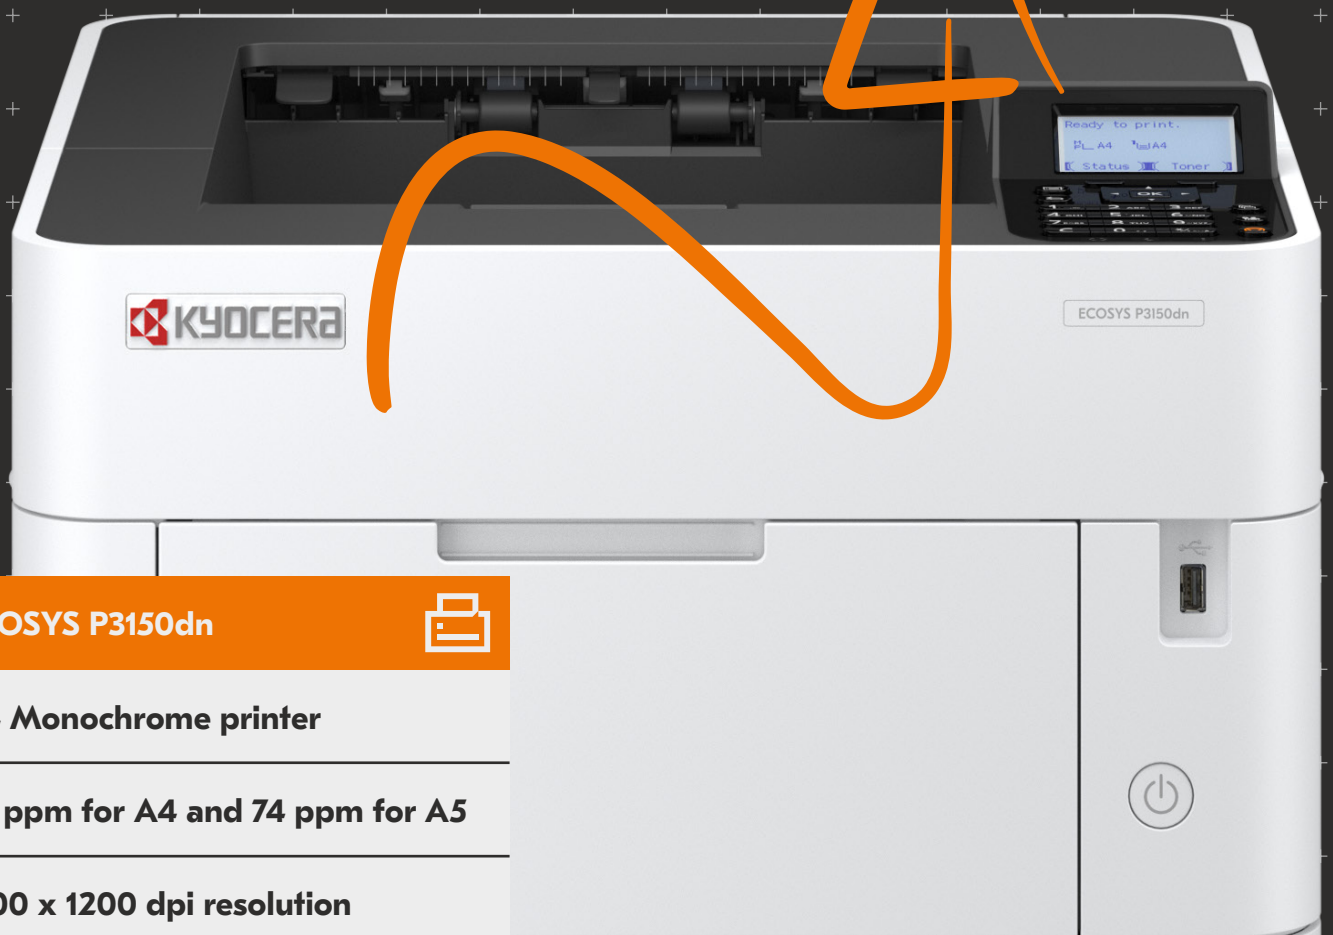 Ready to print.
A4 A4
Status Toner
OK
KYOCERA
ECOSYS P3150dn
OSYS P3150dn
Monochrome printer
ppm for A4 and 74 ppm for A5
00 x 1200 dpi resolution